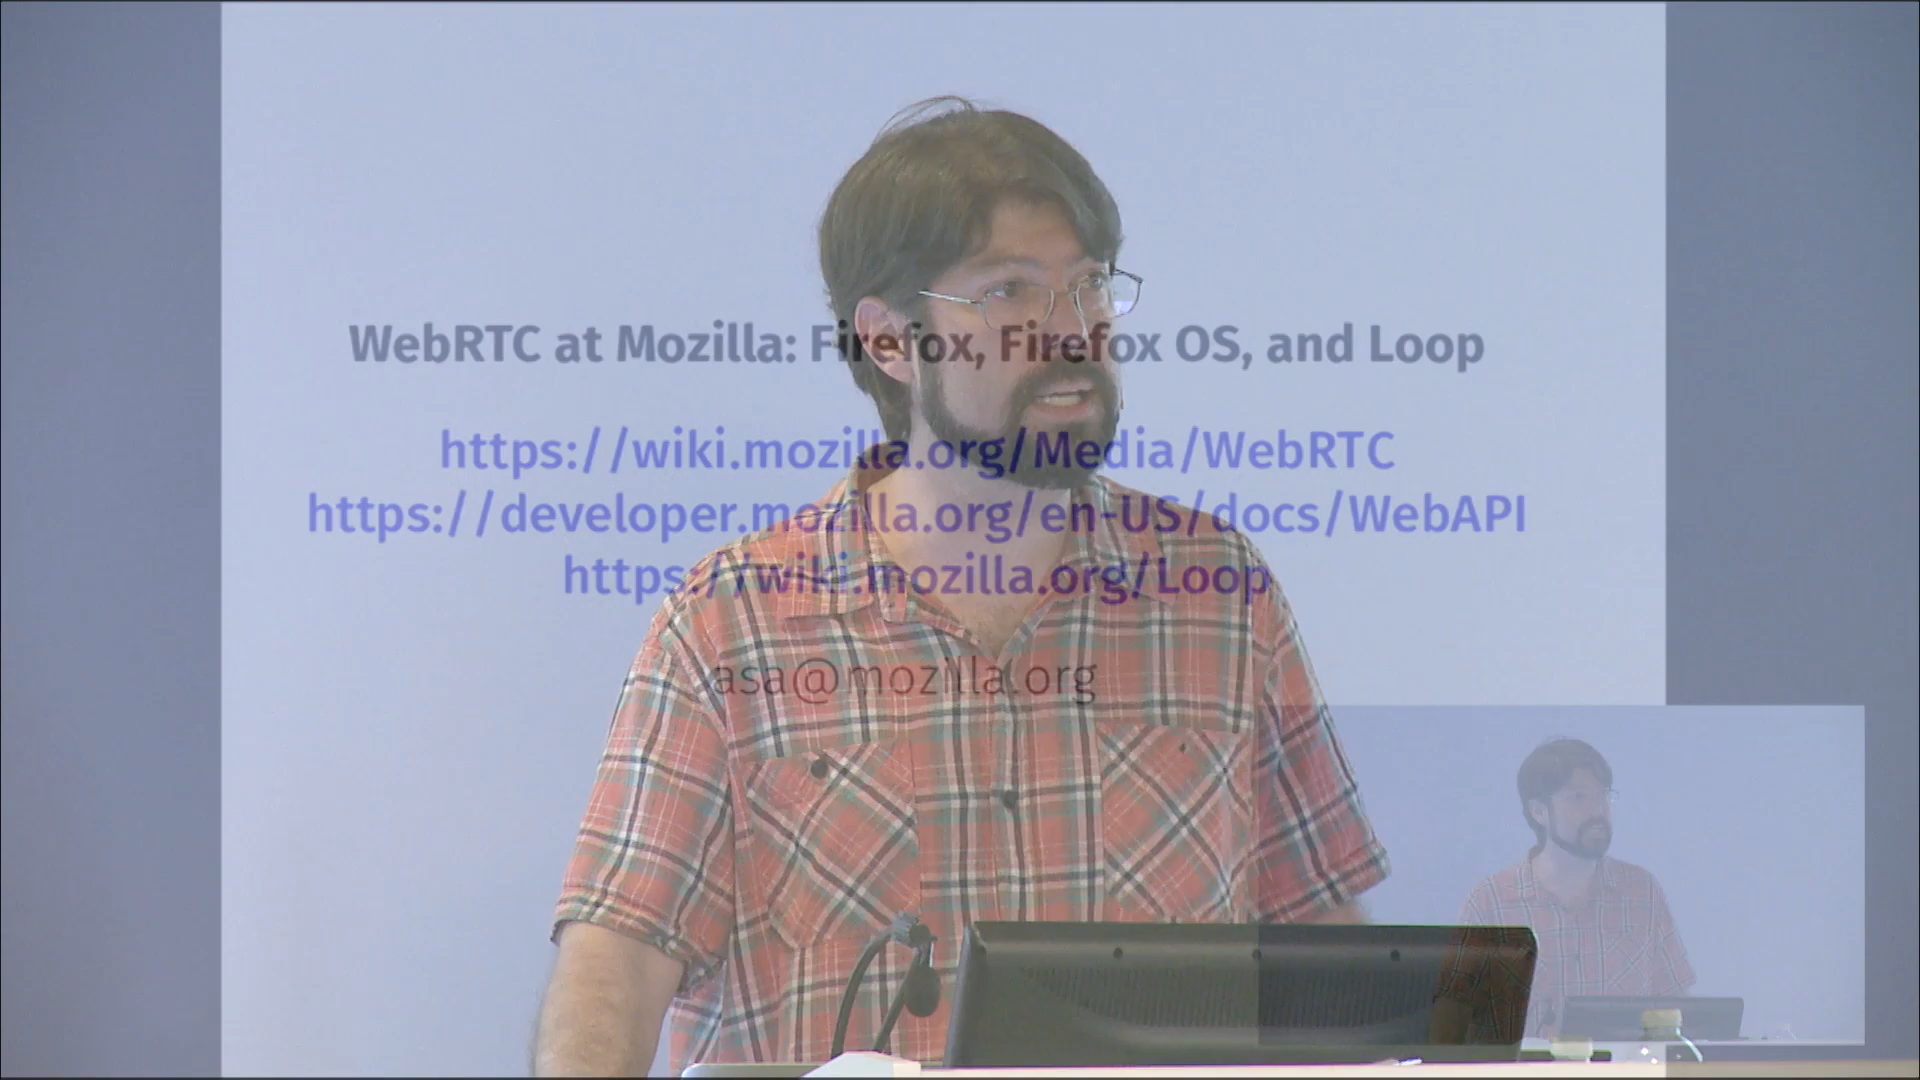 WebRTC at Mozilla: Firefox, Firefox OS, and Loop
https://wiki.mozilla.org/Media/WebRTC
https://developer.mozilla.org/en-US/docs/WebAPI
https://wiki.mozilla.org/Loop
asa@mozilla.org